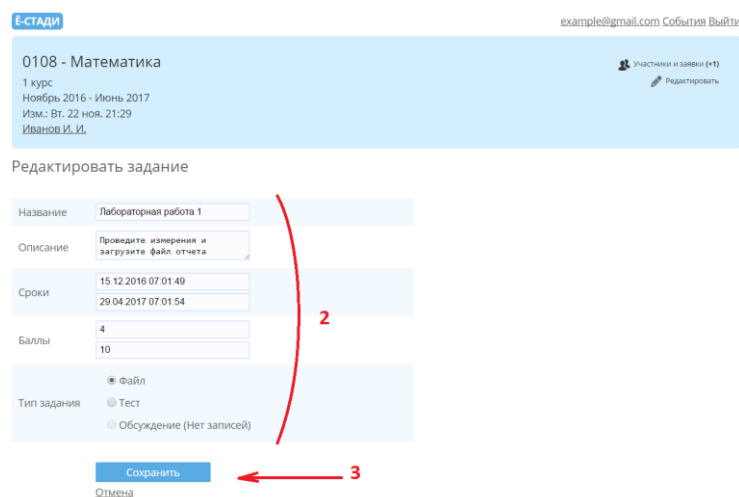 Ё-СТАДИ
example@gmail.com События Выйти
0108 - Математика
1 курс
Ноябрь 2016 - Июнь 2017
Изм.: Вт. 22 ноя. 21:29
Иванов И. И.
Участники и заявки (+1)
Редактировать
Редактировать задание
Название
Лабораторная работа 1
Описание
Проведите измерения и
загрузите файл отчета
Сроки
15.12.2016 07:01:49
29.04.2017 07:01:54
2
Баллы
4
10
Тип задания
Файл
Тест
Обсуждение (Нет записей)
Сохранить
3
Отмена